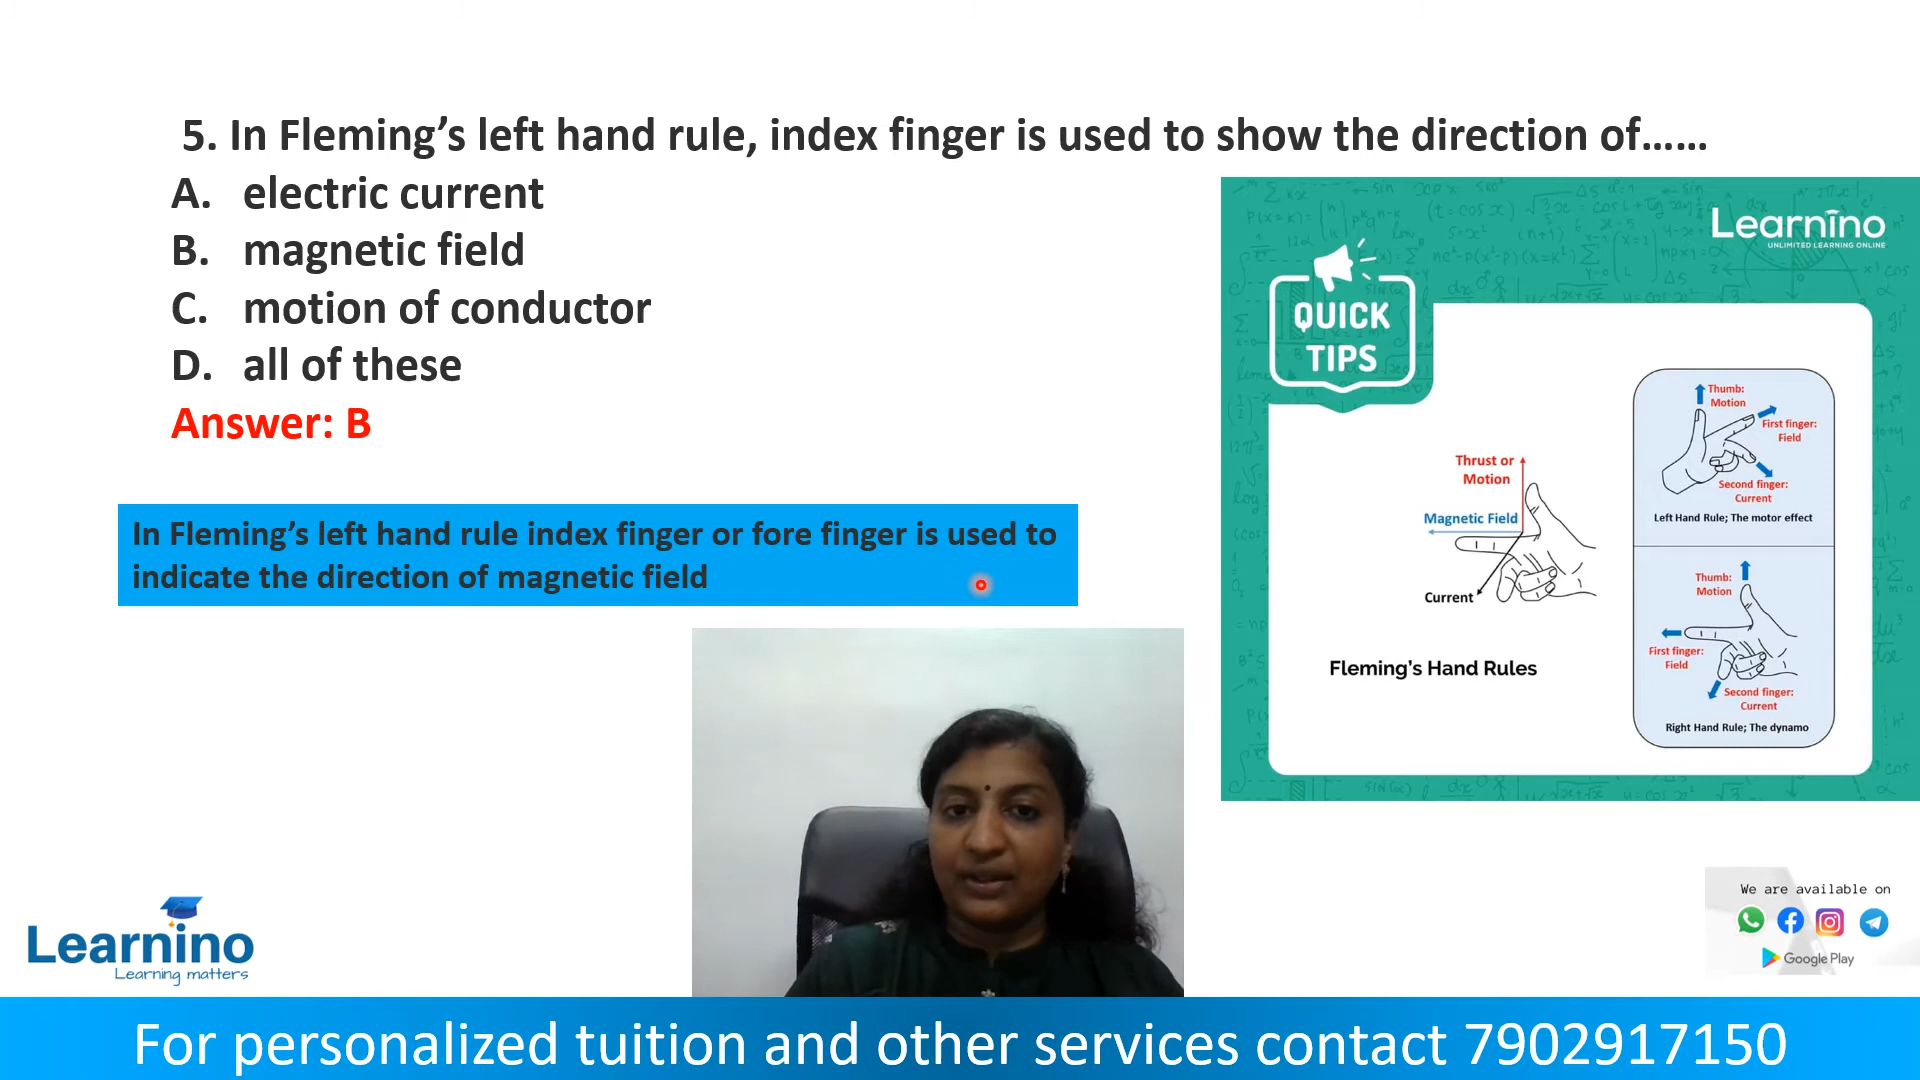 5. In Fleming’s left hand rule, index finger is used to show the direction of......
A. electric current
B. magnetic field
C. motion of conductor
D. all of these
Answer: B
In Fleming’s left hand rule index finger or fore finger is used to
indicate the direction of magnetic field
Learnino
UNLIMITED LEARNING ONLINE
QUICK
TIPS
Thrust or
Motion
Magnetic Field
Current
Fleming’s Hand Rules
Thumb:
Motion
First finger:
Field
Second finger:
Current
Left Hand Rule; The motor effect
Thumb:
Motion
First finger:
Field
Second finger:
Current
Right Hand Rule; The dynamo
Learnino
Learning matters
We are available on
Google Play
For personalized tuition and other services contact 7902917150